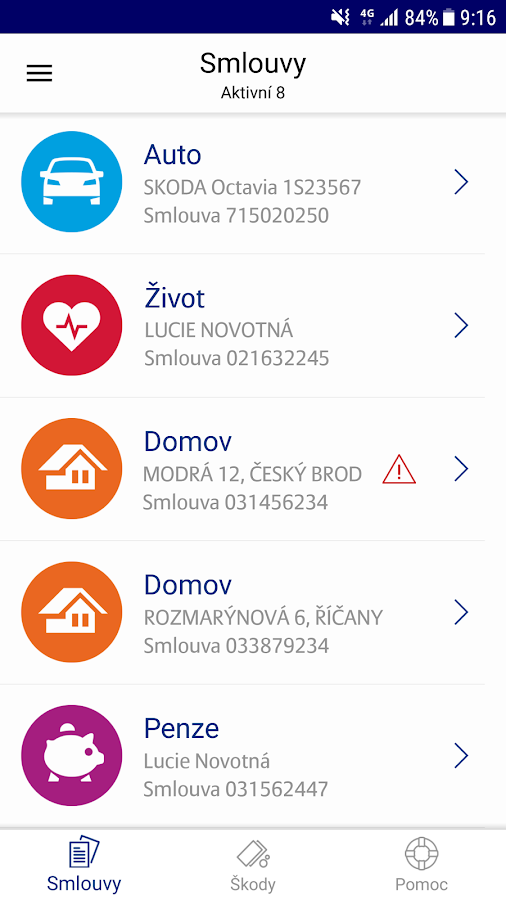 4G 84% 9:16
Smlouvy
Aktivní 8
Auto
SKODA Octavia 1S23567
Smlouva 715020250
Život
LUCIE NOVOTNÁ
Smlouva 021632245
Domov
MODRÁ 12, ČESKÝ BROD
Smlouva 031456234
Domov
ROZMARÝNOVÁ 6, ŘÍČANY
Smlouva 033879234
Penze
Lucie Novotná
Smlouva 031562447
Smlouvy Škody Pomoc